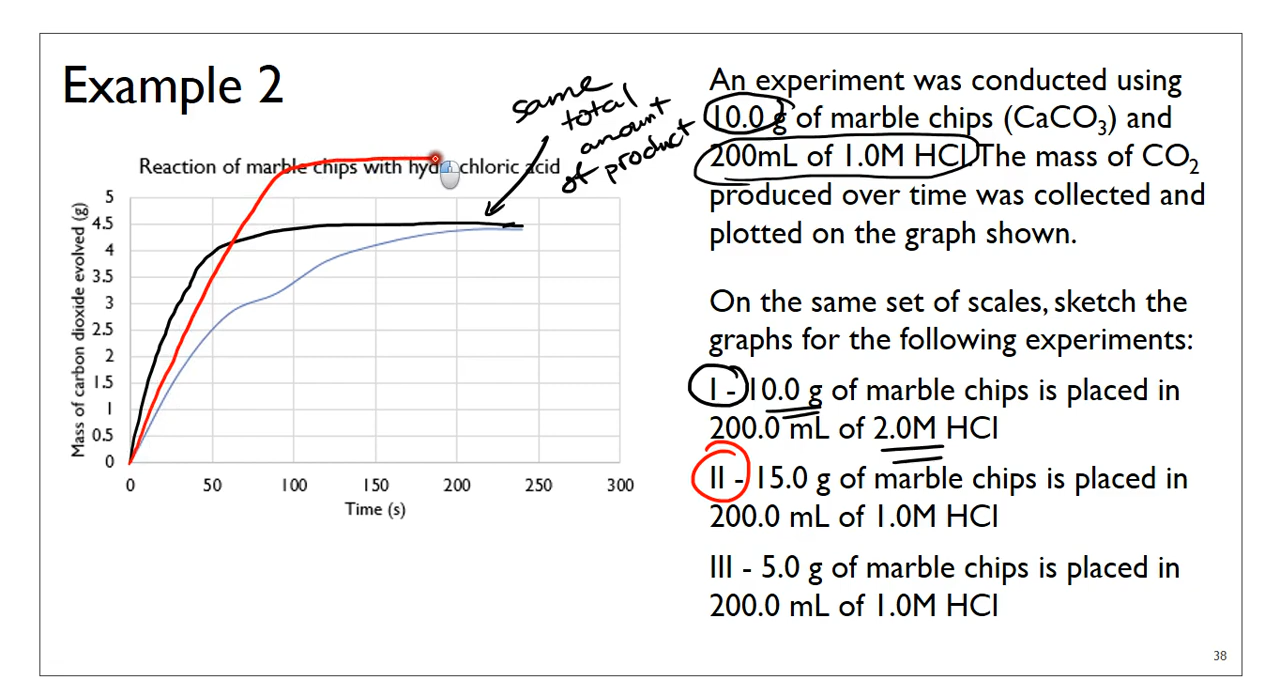 Example 2
same
total
amount
of product
Reaction of marble chips with hyd chloric acid
Mass of carbon dioxide evolved (g)
5
4.5
4
3.5
3
2.5
2
1.5
1
0.5
0
0 50 100 150 200 250 300
Time (s)
An experiment was conducted using
10.0 g of marble chips (CaCO₃) and
200mL of 1.0M HCl The mass of CO₂
produced over time was collected and
plotted on the graph shown.
On the same set of scales, sketch the
graphs for the following experiments:
I - 10.0 g of marble chips is placed in
200.0 mL of 2.0M HCl
II - 15.0 g of marble chips is placed in
200.0 mL of 1.0M HCl
III - 5.0 g of marble chips is placed in
200.0 mL of 1.0M HCl
38